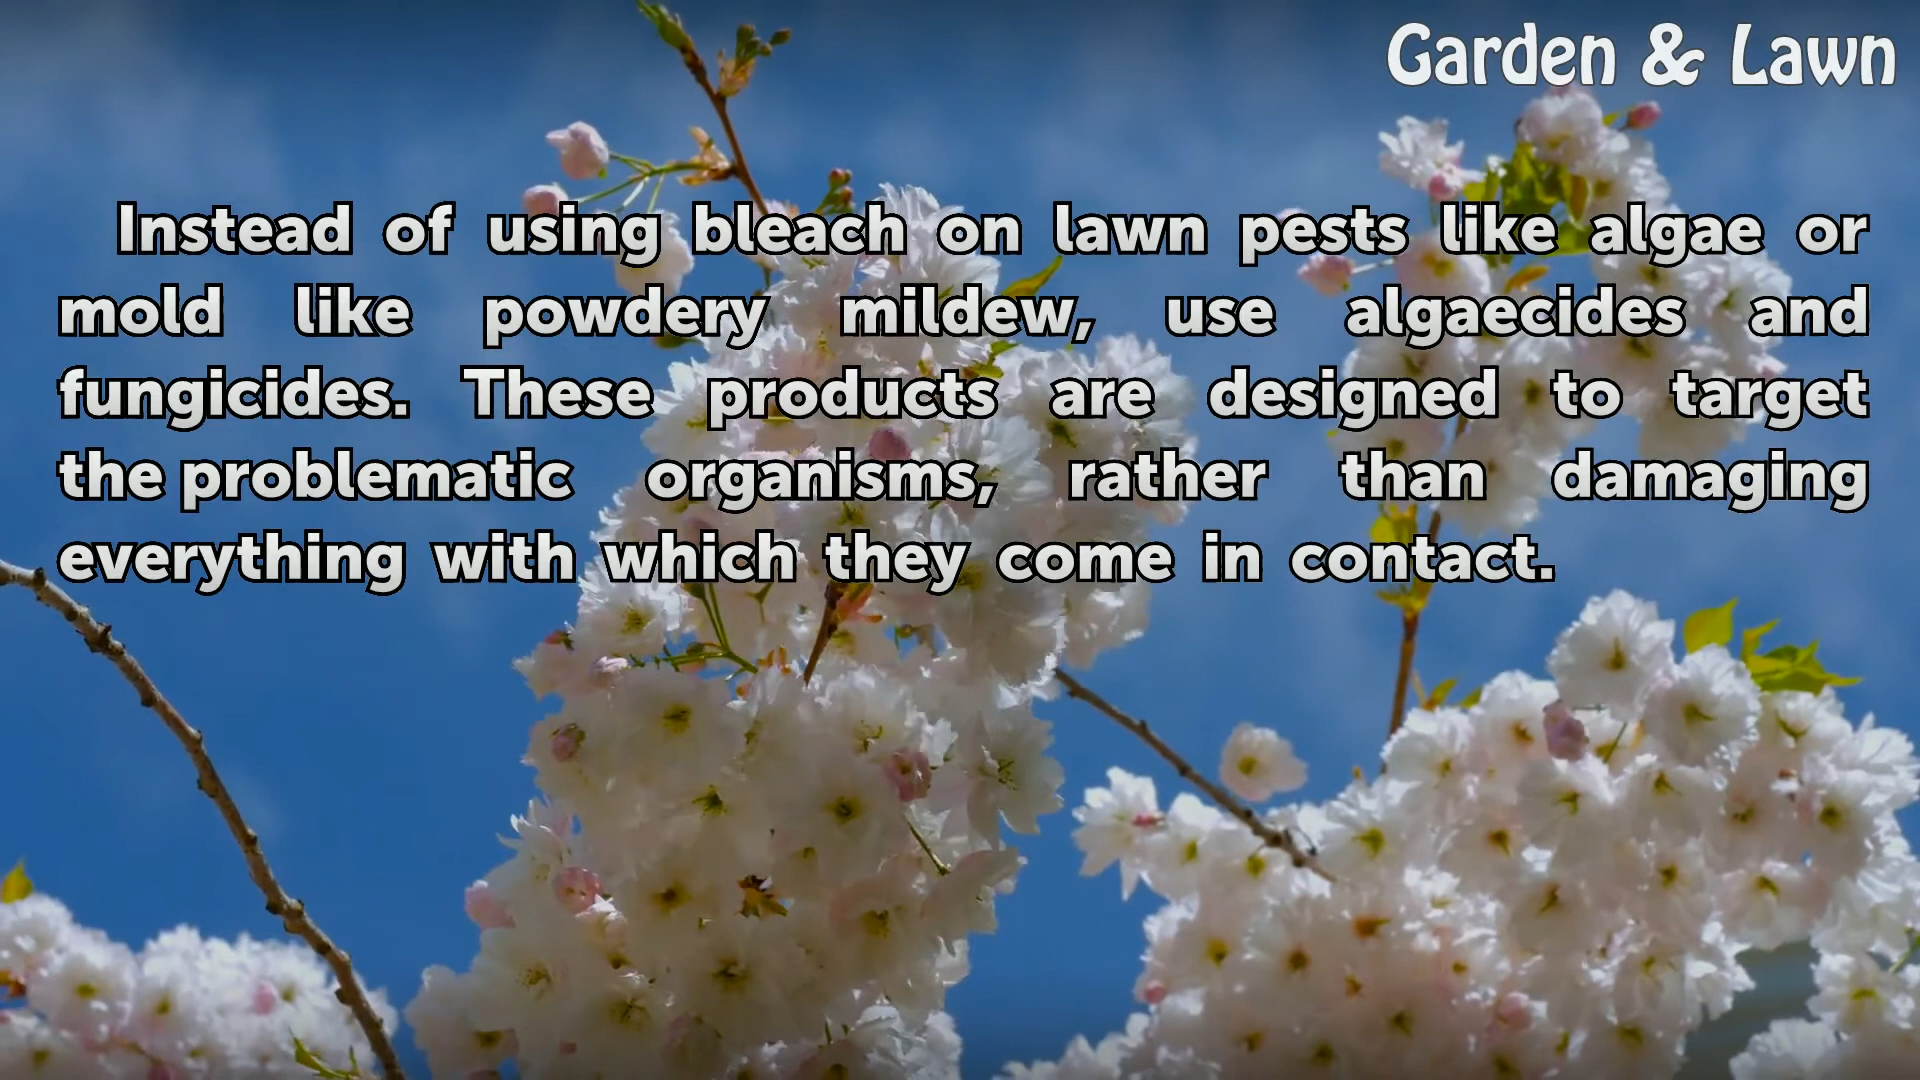 Garden & Lawn
Instead of using bleach on lawn pests like algae or
mold like powdery mildew, use algaecides and
fungicides. These products are designed to target
the problematic organisms, rather than damaging
everything with which they come in contact.